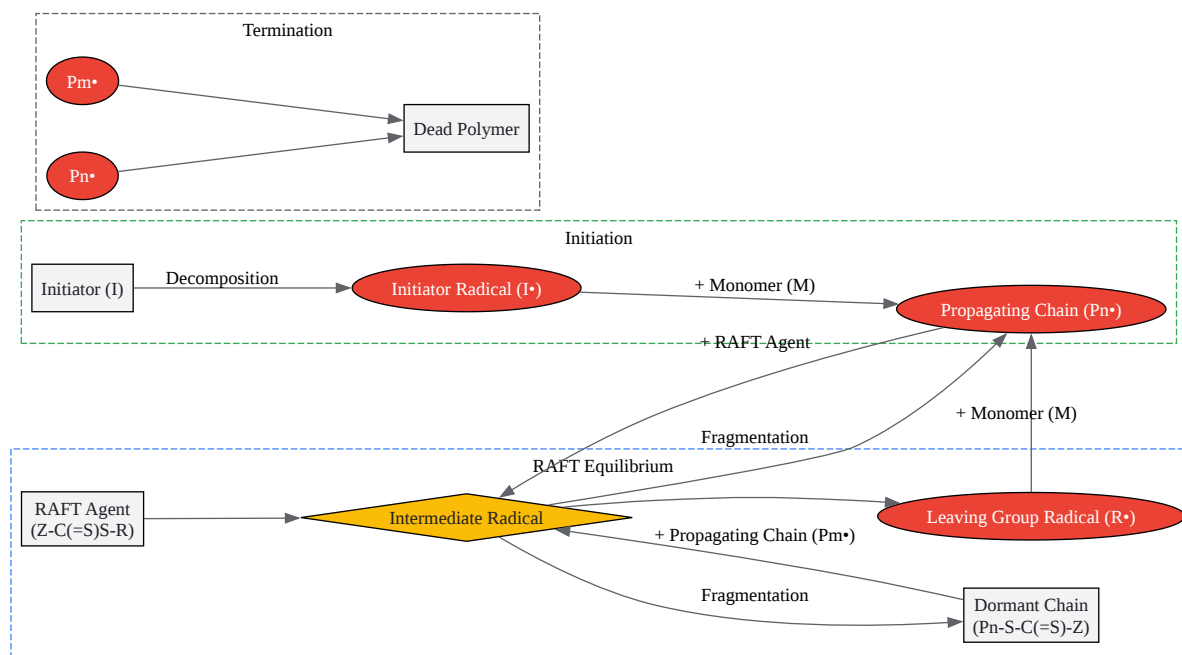 Termination
Pm•
Dead Polymer
Pn•
Initiation
Initiator (I)
Decomposition
Initiator Radical (I•)
+ Monomer (M)
Propagating Chain (Pn•)
+ RAFT Agent
+ Monomer (M)
Fragmentation
RAFT Equilibrium
RAFT Agent
(Z-C(=S)S-R)
Intermediate Radical
Leaving Group Radical (R•)
+ Propagating Chain (Pm•)
Fragmentation
Dormant Chain
(Pn-S-C(=S)-Z)